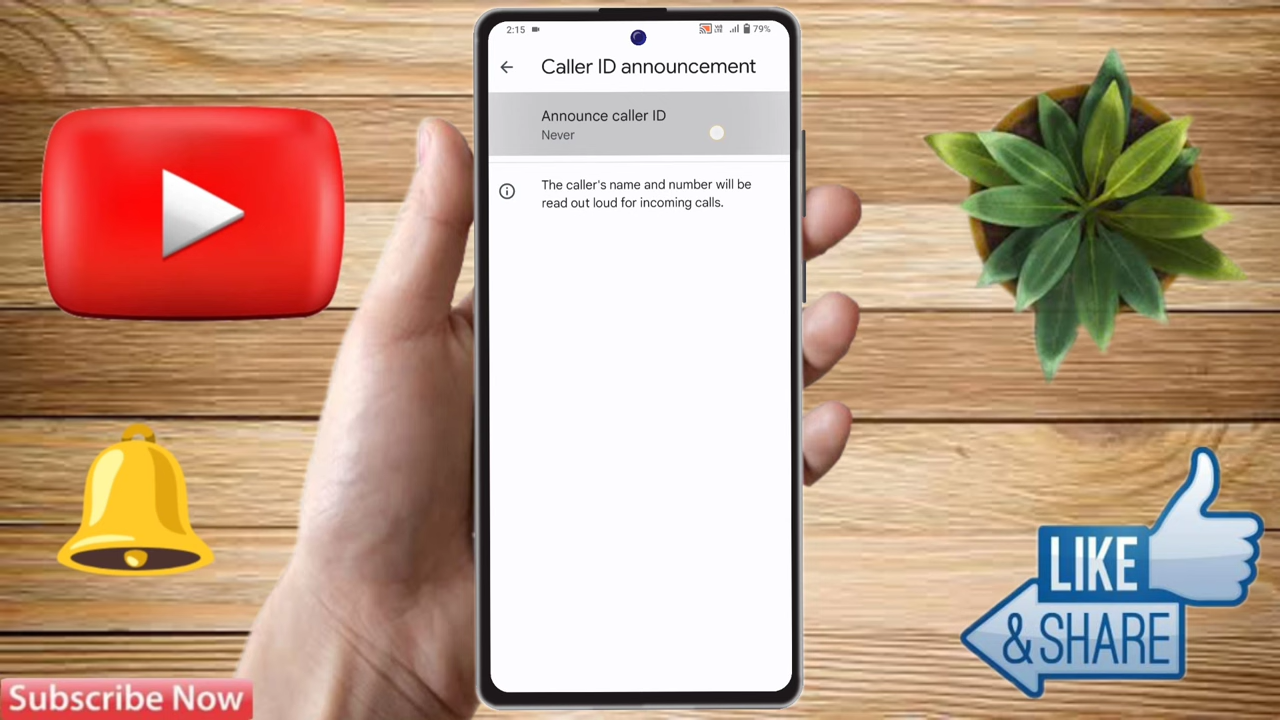 2:15
79%
Caller ID announcement
Announce caller ID
Never
The caller's name and number will be
read out loud for incoming calls.
LIKE
& SHARE
Subscribe Now